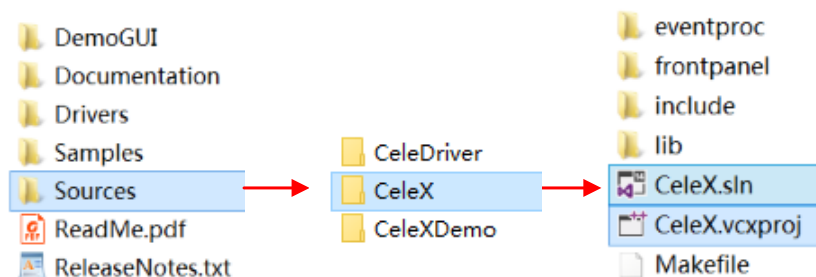 DemoGUI
Documentation
Drivers
Samples
Sources
ReadMe.pdf
ReleaseNotes.txt
CeleDriver
CeleX
CeleXDemo
eventproc
frontpanel
include
lib
CeleX.sln
CeleX.vcxproj
Makefile